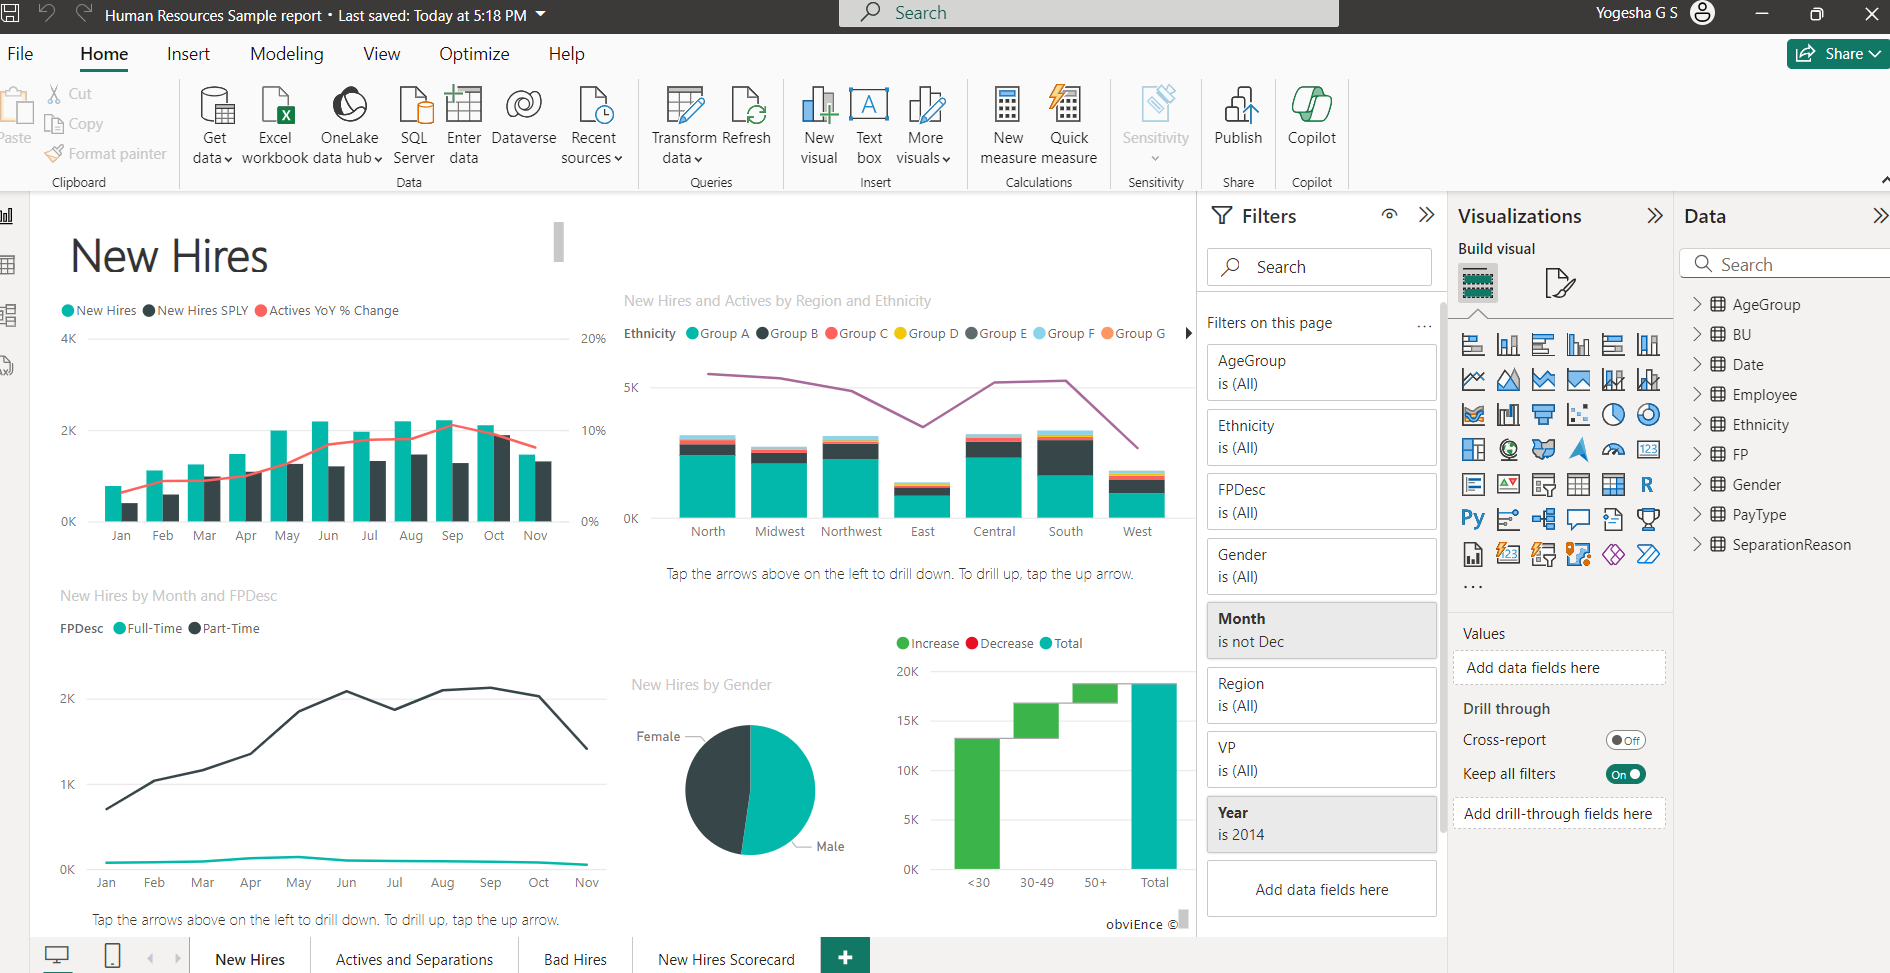 Human Resources Sample report • Last saved: Today at 5:18 PM
Search
Yogesha G S
File Home Insert Modeling View Optimize Help
Share
Paste
Cut
Copy
Format painter
Clipboard
Get data
Excel workbook
OneLake data hub
SQL Server
Enter data
Dataverse
Recent sources
Data
Transform data
Refresh
Queries
New visual
Text box
More visuals
Insert
New measure
Quick measure
Calculations
Sensitivity
Sensitivity
Publish
Share
Copilot
Copilot
New Hires
New Hires New Hires SPLY Actives YoY % Change
4K 20%
2K 10%
0K 0%
Jan Feb Mar Apr May Jun Jul Aug Sep Oct Nov
New Hires and Actives by Region and Ethnicity
Ethnicity Group A Group B Group C Group D Group E Group F Group G
5K
0K
North Midwest Northwest East Central South West
Tap the arrows above on the left to drill down. To drill up, tap the up arrow.
New Hires by Month and FPDesc
FPDesc Full-Time Part-Time
2K
1K
0K
Jan Feb Mar Apr May Jun Jul Aug Sep Oct Nov
Tap the arrows above on the left to drill down. To drill up, tap the up arrow.
New Hires by Gender
Female
Male
Increase Decrease Total
20K
15K
10K
5K
0K
<30 30-49 50+ Total
obviEnce ©
Filters
Search
Filters on this page
...
AgeGroup
is (All)
Ethnicity
is (All)
FPDesc
is (All)
Gender
is (All)
Month
is not Dec
Region
is (All)
VP
is (All)
Year
is 2014
Add data fields here
Visualizations
Build visual
123
R
Py
123
...
Values
Add data fields here
Drill through
Cross-report Off
Keep all filters On
Add drill-through fields here
Data
Search
AgeGroup
BU
Date
Employee
Ethnicity
FP
Gender
PayType
SeparationReason
New Hires Actives and Separations Bad Hires New Hires Scorecard +